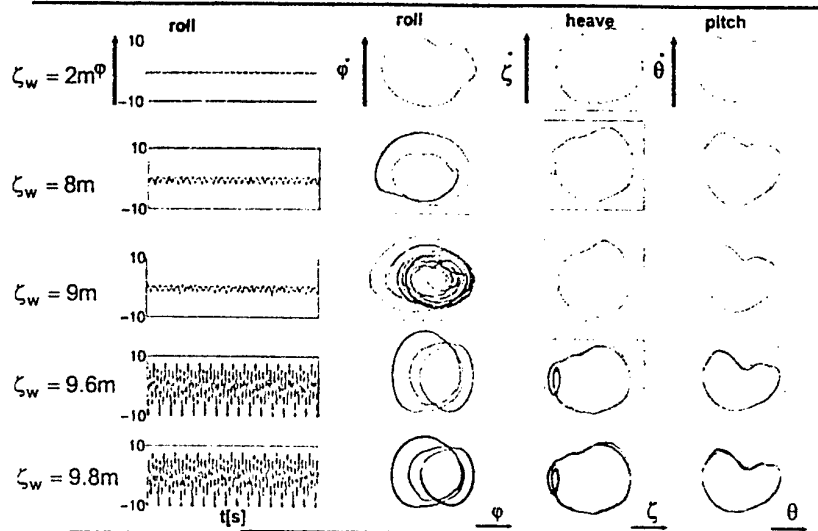 roll roll heave pitch
ζw = 2m φ 10 -10 φ̇ ζ̇ θ̇
ζw = 8m 10 -10
ζw = 9m 10 -10
ζw = 9.6m 10 -10
ζw = 9.8m 10 -10
t[s] φ ζ θ